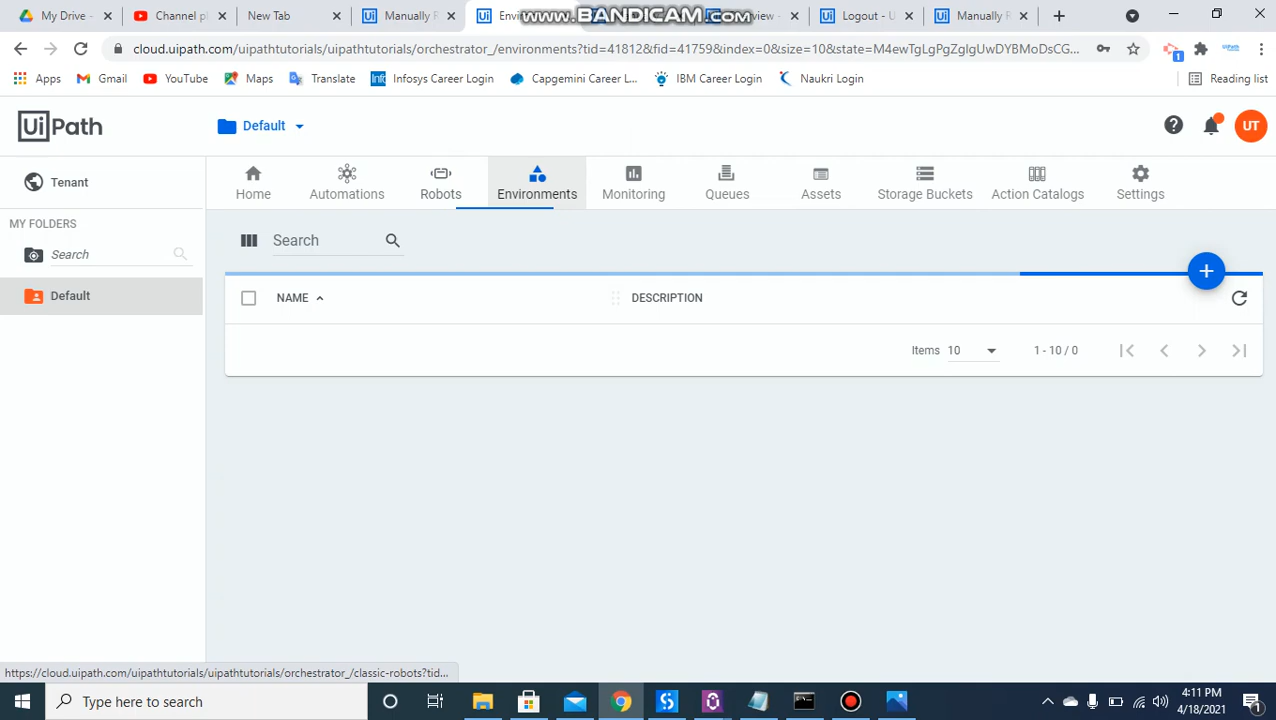 My Drive -
Channel p
New Tab
Manually R
Envi
www.BANDICAM.com
view -
Logout - U
Manually R
cloud.uipath.com/uipathtutorials/uipathtutorials/orchestrator_/environments?tid=41812&fid=41759&index=0&size=10&state=M4ewTgLgPgZglgUwDYBMoDsCG...
1
Apps
Gmail
YouTube
Maps
Translate
Infosys Career Login
Capgemini Career L...
IBM Career Login
Naukri Login
Reading list
UiPath
Default
UT
Tenant
MY FOLDERS
Search
Default
Home
Automations
Robots
Environments
Monitoring
Queues
Assets
Storage Buckets
Action Catalogs
Settings
Search
NAME
DESCRIPTION
Items 10
1 - 10 / 0
https://cloud.uipath.com/uipathtutorials/uipathtutorials/orchestrator_/classic-robots?tid...
Type here to search
4:11 PM
4/18/2021
1